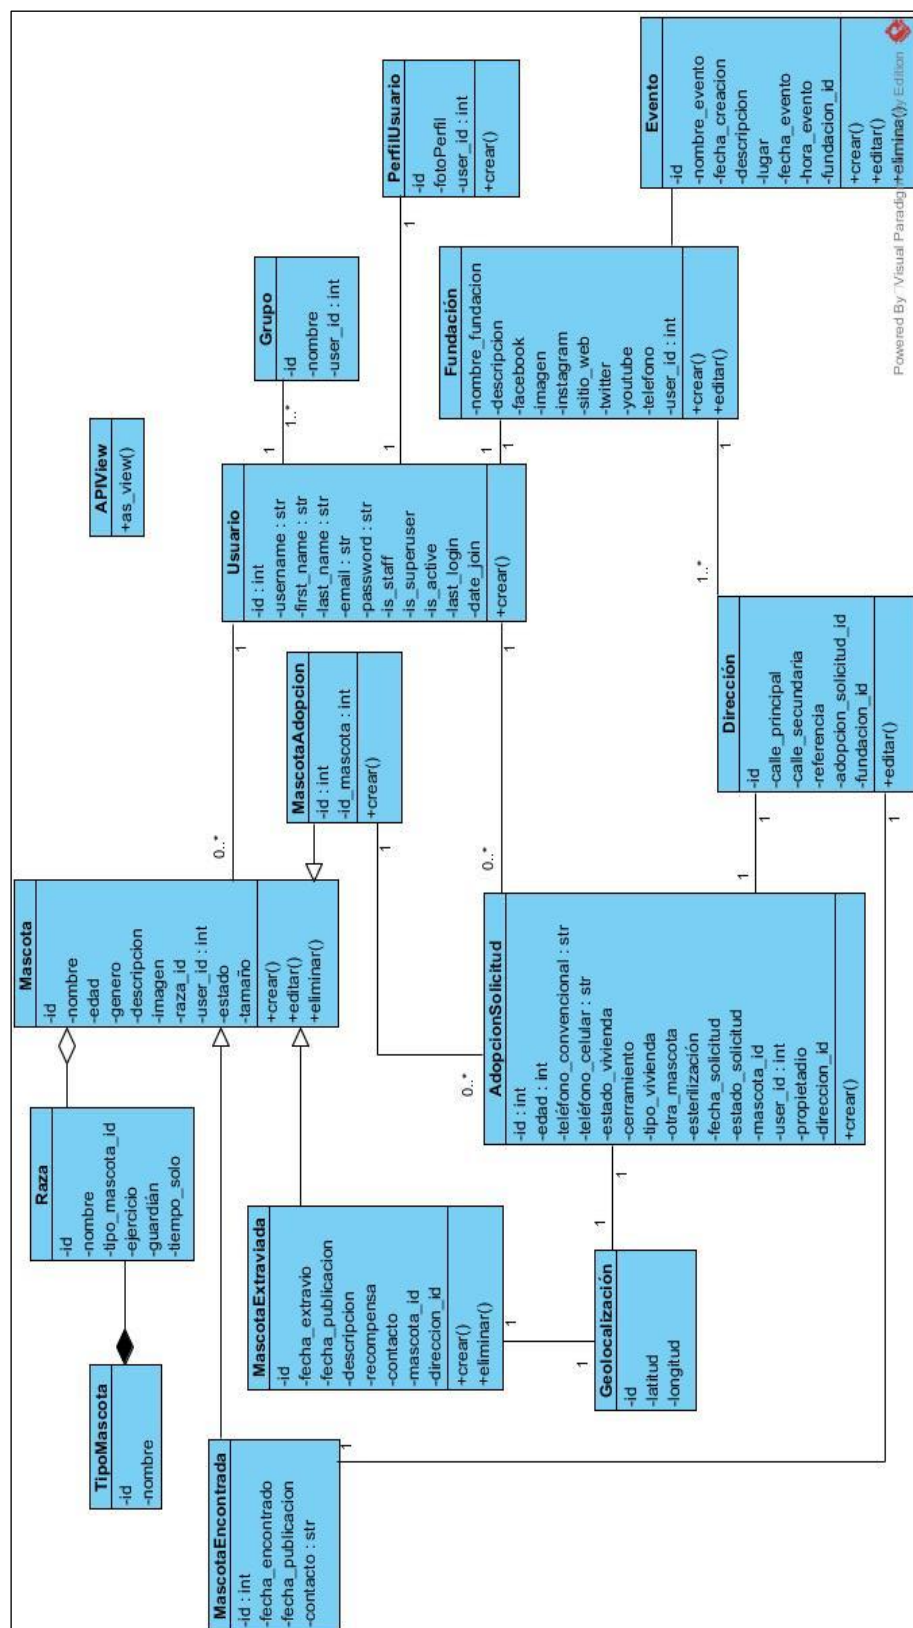 TipoMascota
-id
-nombre
Raza
-id
-nombre
-tipo_mascota_id
-ejercicio
-guardián
-tiempo_solo
Mascota
-id
-nombre
-edad
-genero
-descripcion
-imagen
-raza_id
-user_id : int
-estado
-tamaño
+crear()
+editar()
+eliminar()
0..*
1
APIView
+as_view()
Grupo
-id
-nombre
-user_id : int
1..*
1
Usuario
-id : int
-username : str
-first_name : str
-last_name : str
-email : str
-password : str
-is_staff
-is_superuser
-is_active
-last_login
-date_join
+crear()
1
1
PerfilUsuario
-id
-fotoPerfil
-user_id : int
+crear()
MascotaEncontrada
-id : int
-fecha_encontrado
-fecha_publicacion
-contacto : str
1
1
MascotaExtraviada
-id
-fecha_extravio
-fecha_publicacion
-descripcion
-recompensa
-contacto
-mascota_id
-direccion_id
+crear()
+eliminar()
1
1
MascotaAdopcion
-id : int
-id_mascota : int
+crear()
1
0..*
AdopcionSolicitud
-id : int
-edad : int
-teléfono_convencional : str
-teléfono_celular : str
-estado_vivienda
-cerramiento
-tipo_vivienda
-otra_mascota
-esterilización
-fecha_solicitud
-estado_solicitud
-mascota_id
-user_id : int
-propietadio
-direccion_id
+crear()
0..*
1
Geolocalización
-id
-latitud
-longitud
1
1
Dirección
-id
-calle_principal
-calle_secundaria
-referencia
-adopcion_solicitud_id
-fundacion_id
+editar()
1
1
1..*
1
Fundación
-nombre_fundacion
-descripcion
-facebook
-imagen
-instagram
-sitio_web
-twitter
-youtube
-telefono
-user_id : int
+crear()
+editar()
1
1
Evento
-id
-nombre_evento
-fecha_creacion
-descripcion
-lugar
-fecha_evento
-hora_evento
-fundacion_id
+crear()
+editar()
+elimina()
Powered By Visual Paradig
y Edition